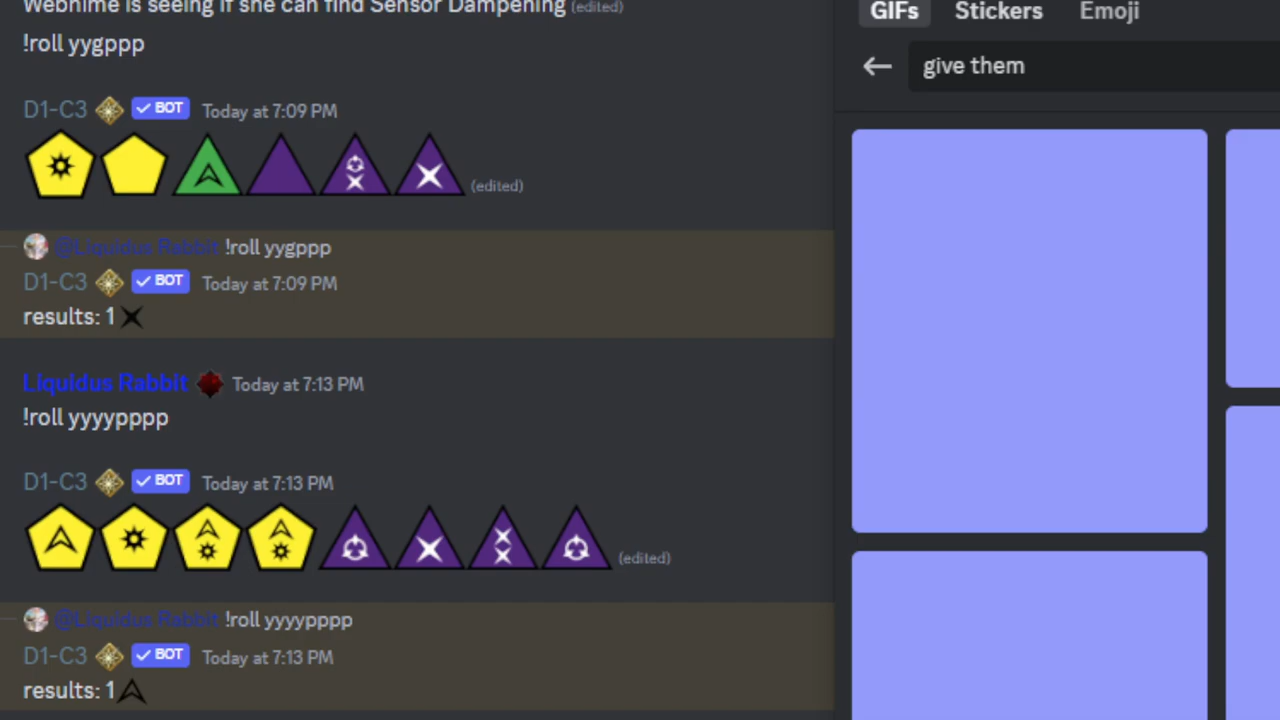 Webhime is seeing if she can find Sensor Dampening (edited)
!roll yygppp
D1-C3 BOT Today at 7:09 PM
(edited)
@Liquidus Rabbit !roll yygppp
D1-C3 BOT Today at 7:09 PM
results: 1
Liquidus Rabbit Today at 7:13 PM
!roll yyyypppp
D1-C3 BOT Today at 7:13 PM
(edited)
@Liquidus Rabbit !roll yyyypppp
D1-C3 BOT Today at 7:13 PM
results: 1
GIFs Stickers Emoji
give them